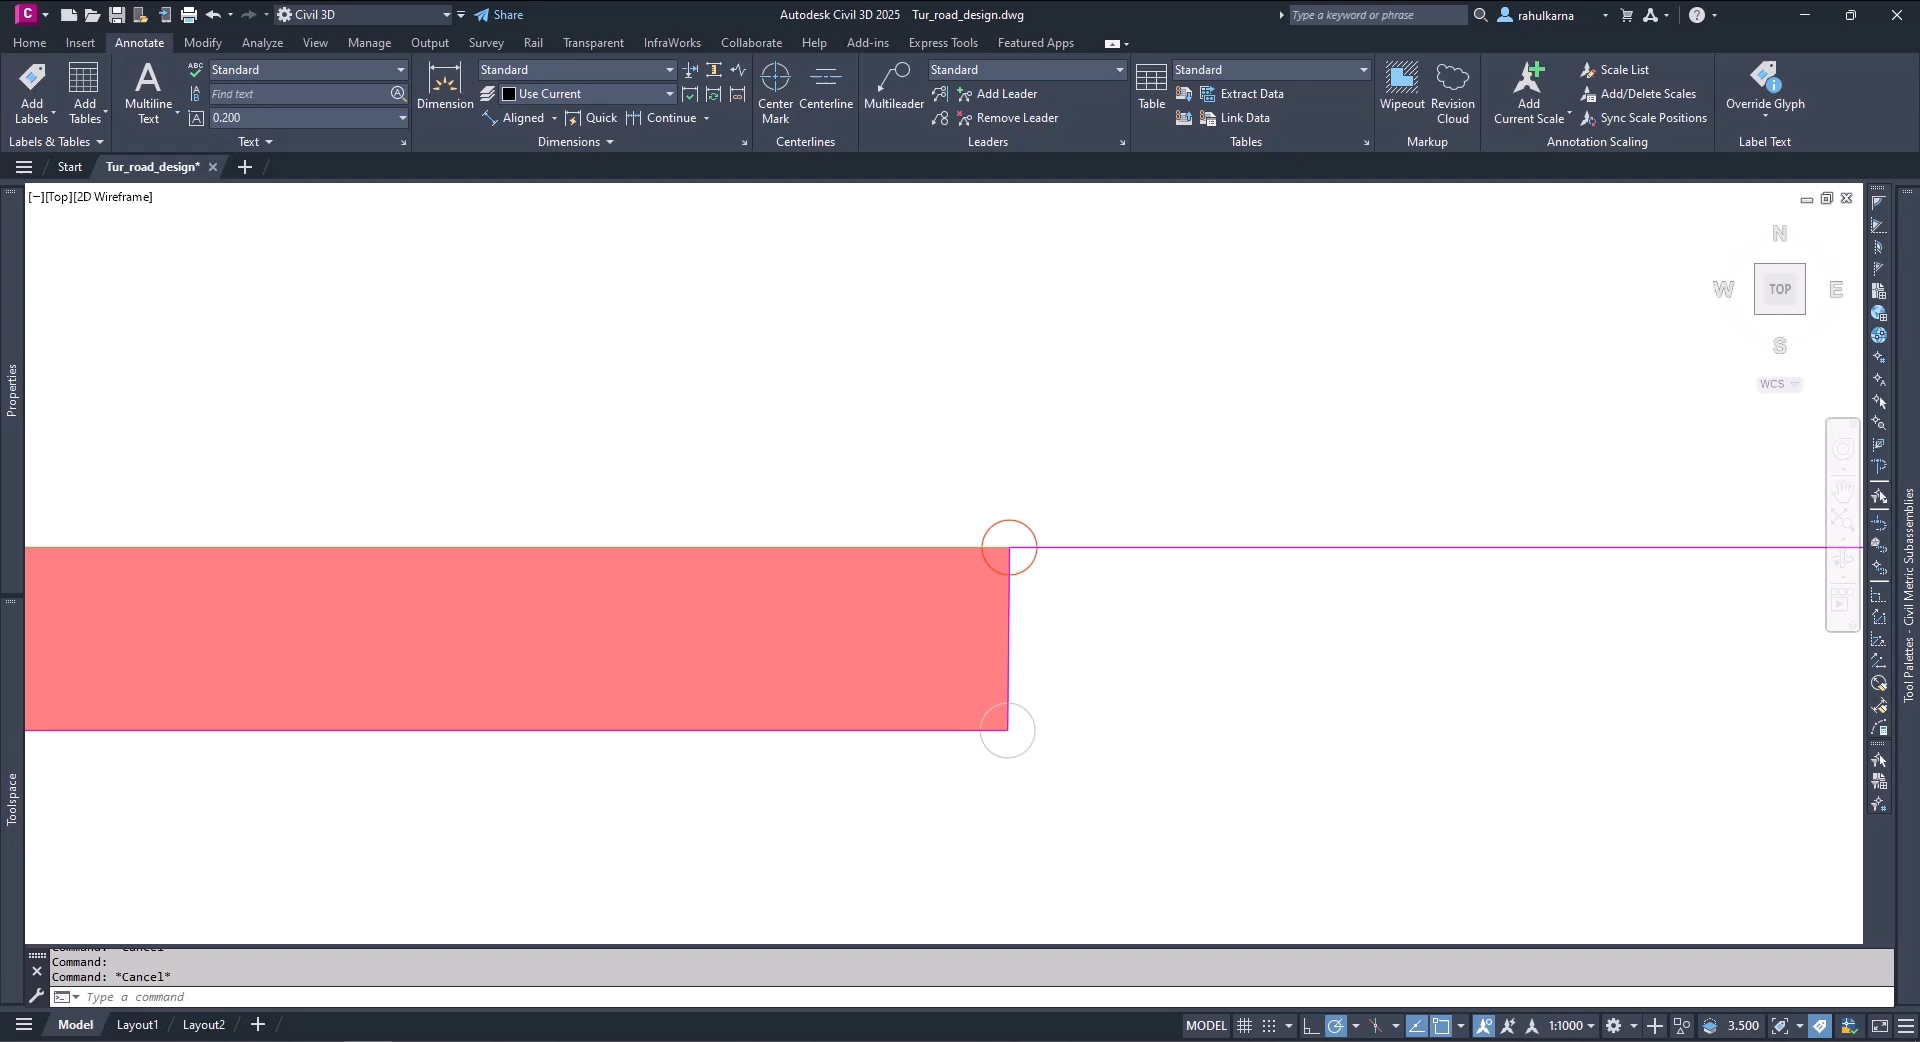 C Civil 3D Share Autodesk Civil 3D 2025 Tur_road_design.dwg Type a keyword or phrase rahulkarna
Home Insert Annotate Modify Analyze View Manage Output Survey Rail Transparent InfraWorks Collaborate Help Add-ins Express Tools Featured Apps
Add Labels
Add Tables
Labels & Tables
Multiline Text
ABC Standard
Find text
0.200
Text
Dimension
Standard
Use Current
Aligned Quick Continue
Dimensions
Center Mark
Centerline
Centerlines
Multileader
Standard
Add Leader
Remove Leader
Leaders
Table
Standard
Extract Data
Link Data
Tables
Wipeout
Revision Cloud
Markup
Add Current Scale
Scale List
Add/Delete Scales
Sync Scale Positions
Annotation Scaling
Override Glyph
Label Text
Start Tur_road_design*
[−][Top][2D Wireframe]
N
W TOP E
S
WCS
Properties
Toolspace
Tool Palettes - Civil Metric Subassemblies
Command:
Command: *Cancel*
Type a command
Model Layout1 Layout2
MODEL 1:1000 3.500